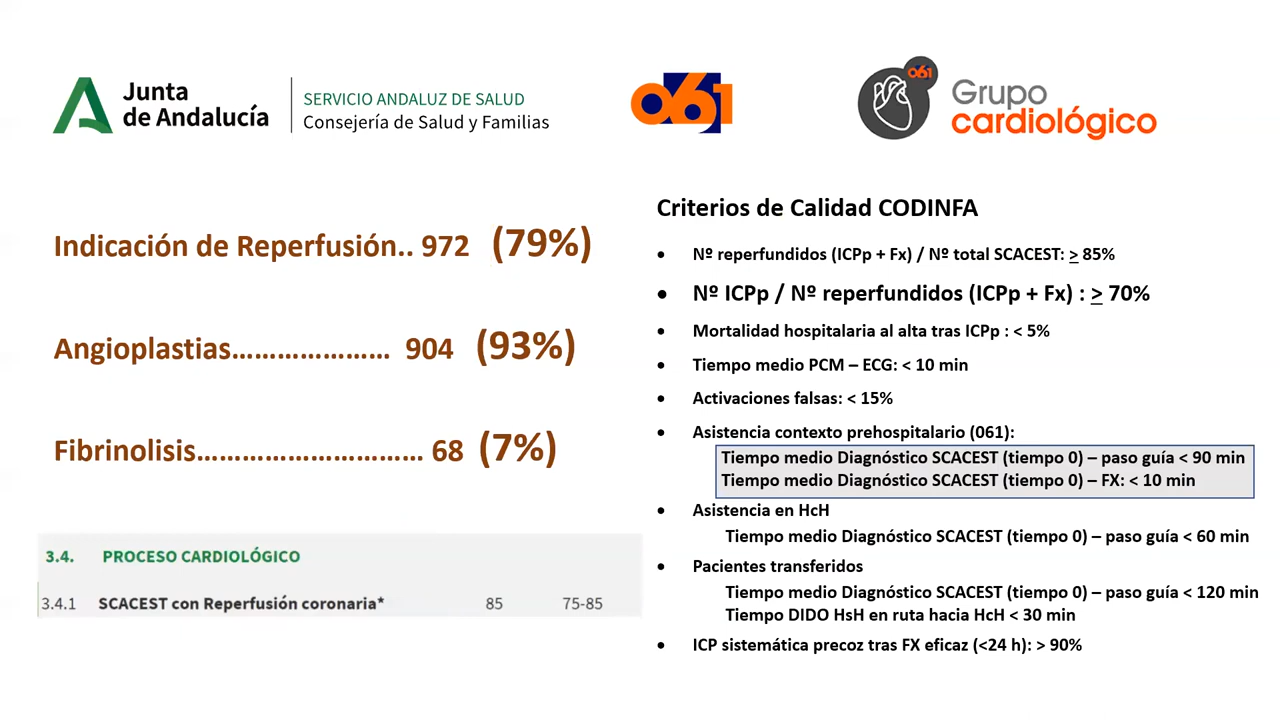 Junta
de Andalucía
SERVICIO ANDALUZ DE SALUD
Consejería de Salud y Familias
061
061
Grupo
cardiológico
Indicación de Reperfusión.. 972 (79%)
Angioplastias..................... 904 (93%)
Fibrinolisis.............................. 68 (7%)
3.4. PROCESO CARDIOLÓGICO
3.4.1 SCACEST con Reperfusión coronaria* 85 75-85
Criterios de Calidad CODINFA
• Nº reperfundidos (ICPp + Fx) / Nº total SCACEST: ≥ 85%
• Nº ICPp / Nº reperfundidos (ICPp + Fx) : ≥ 70%
• Mortalidad hospitalaria al alta tras ICPp : < 5%
• Tiempo medio PCM – ECG: < 10 min
• Activaciones falsas: < 15%
• Asistencia contexto prehospitalario (061):
Tiempo medio Diagnóstico SCACEST (tiempo 0) – paso guía < 90 min
Tiempo medio Diagnóstico SCACEST (tiempo 0) – FX: < 10 min
• Asistencia en HcH
Tiempo medio Diagnóstico SCACEST (tiempo 0) – paso guía < 60 min
• Pacientes transferidos
Tiempo medio Diagnóstico SCACEST (tiempo 0) – paso guía < 120 min
Tiempo DIDO HsH en ruta hacia HcH < 30 min
• ICP sistemática precoz tras FX eficaz (<24 h): > 90%